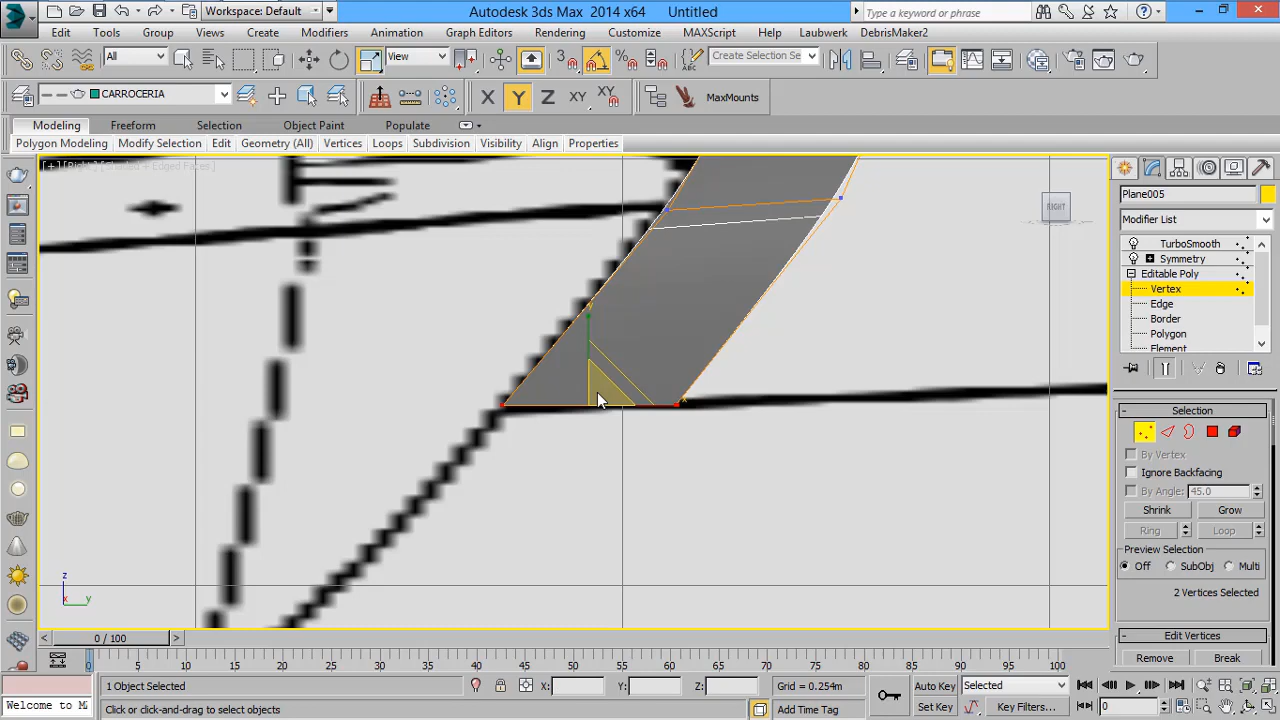 Workspace: Default
Autodesk 3ds Max 2014 x64 Untitled
Type a keyword or phrase
Edit Tools Group Views Create Modifiers Animation Graph Editors Rendering Customize MAXScript Help Laubwerk DebrisMaker2
All View 3 Create Selection Se
CARROCERIA X Y Z XY XY MaxMounts
Modeling Freeform Selection Object Paint Populate
Polygon Modeling Modify Selection Edit Geometry (All) Vertices Loops Subdivision Visibility Align Properties
RIGHT
Plane005
Modifier List
TurboSmooth
Symmetry
Editable Poly
Vertex
Edge
Border
Polygon
Element
Selection
By Vertex
Ignore Backfacing
By Angle: 45.0
Shrink Grow
Ring Loop
Preview Selection
Off SubObj Multi
2 Vertices Selected
Edit Vertices
Remove Break
z
x y
0 / 100
0 5 10 15 20 25 30 35 40 45 50 55 60 65 70 75 80 85 90 95 100
1 Object Selected X: Y: Z: Grid = 0.254m Auto Key Selected
Welcome to M Click or click-and-drag to select objects Add Time Tag Set Key Key Filters... 0